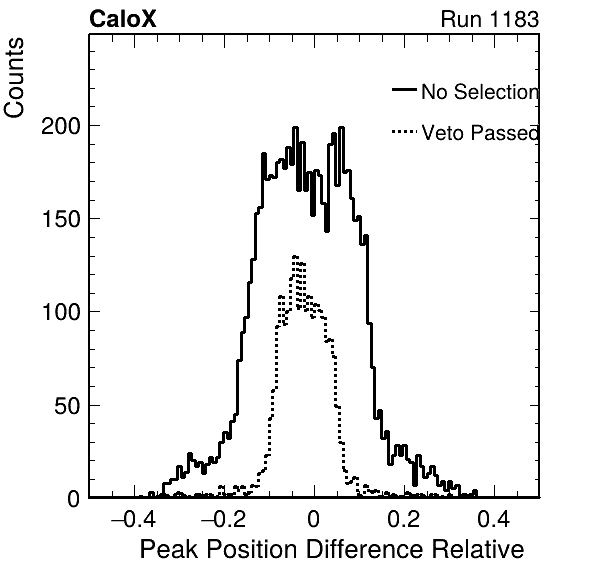 CaloX Run 1183
Counts
No Selection
Veto Passed
200
150
100
50
0
−0.4 −0.2 0 0.2 0.4
Peak Position Difference Relative